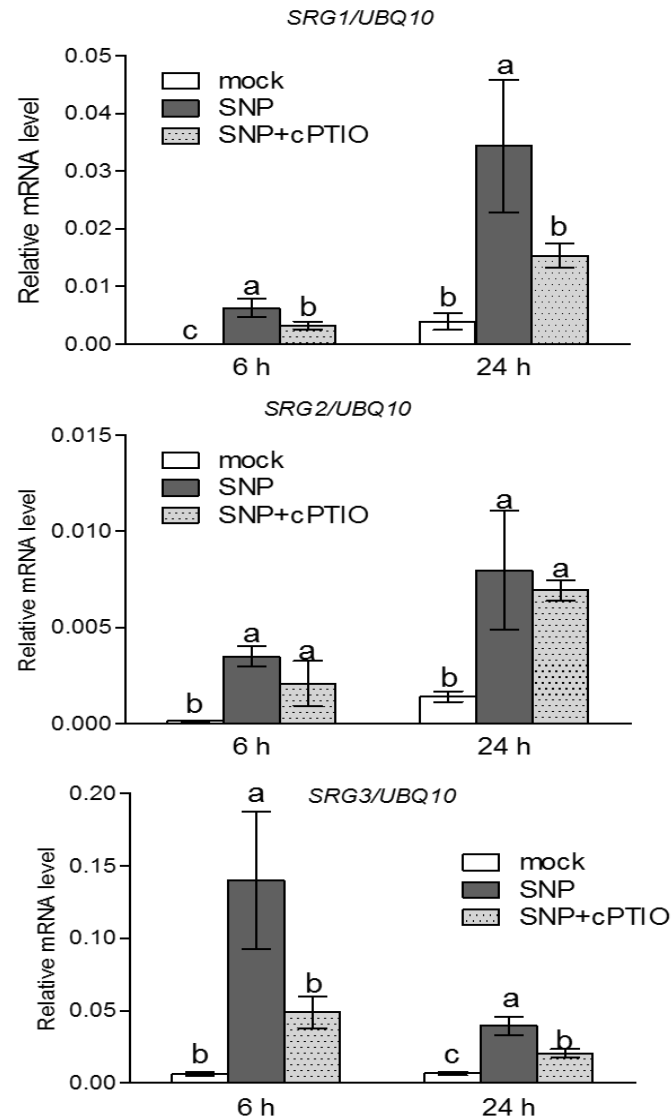 SRG1/UBQ10
Relative mRNA level
0.05
0.04
0.03
0.02
0.01
0.00
mock
SNP
SNP+cPTIO
c
a
b
b
a
b
6 h
24 h
SRG2/UBQ10
Relative mRNA level
0.015
0.010
0.005
0.000
mock
SNP
SNP+cPTIO
b
a
a
b
a
a
6 h
24 h
SRG3/UBQ10
Relative mRNA level
0.20
0.15
0.10
0.05
0.00
mock
SNP
SNP+cPTIO
b
a
b
c
a
b
6 h
24 h